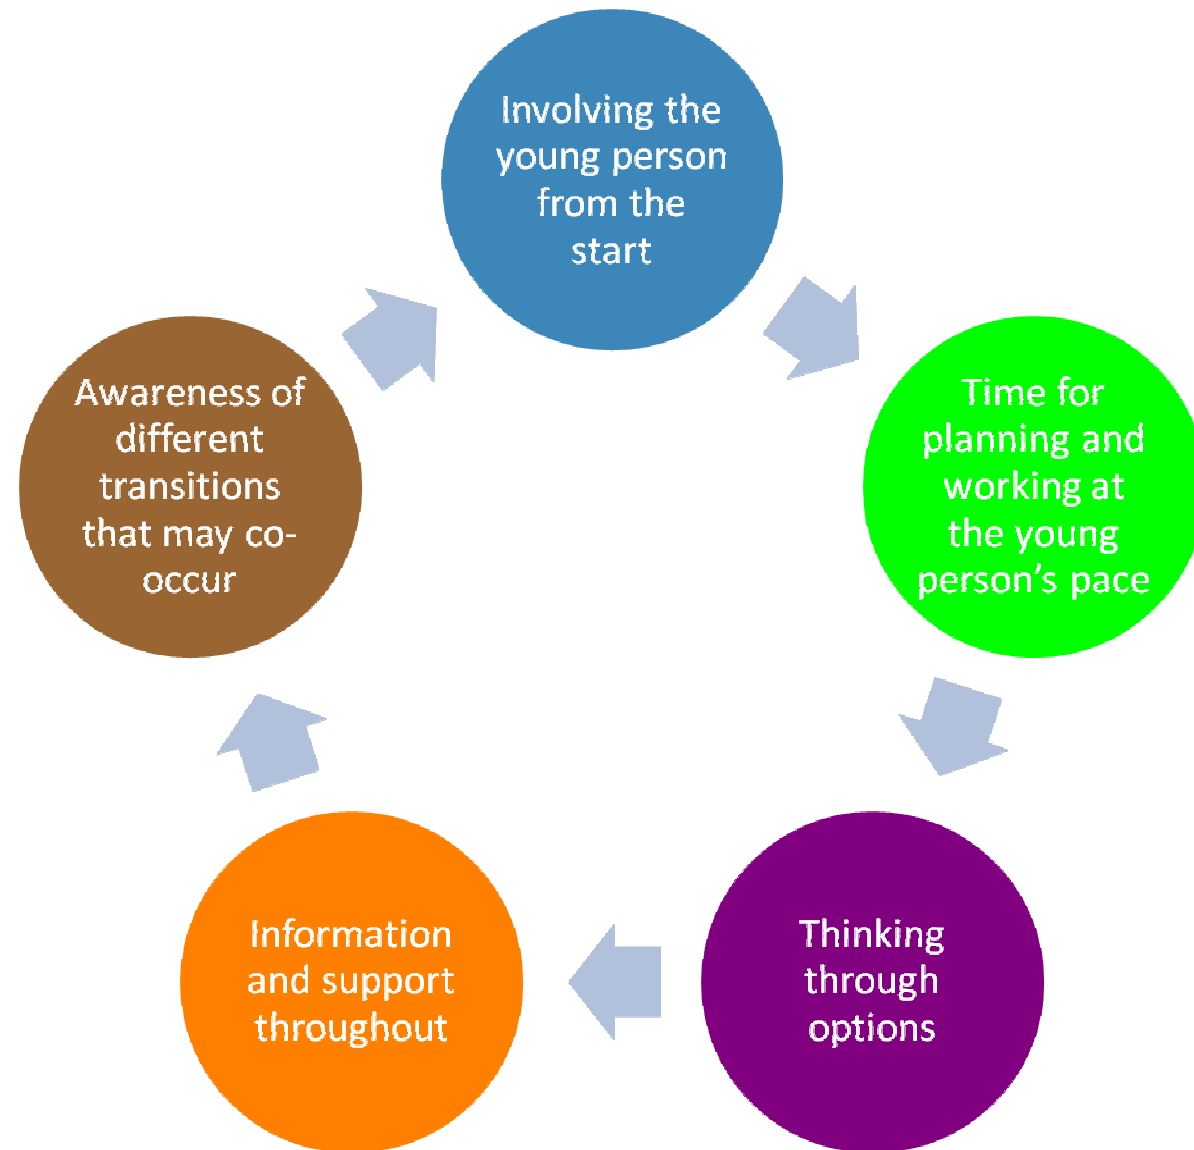 Involving the
young person
from the
start
Time for
planning and
working at
the young
person’s pace
Thinking
through
options
Information
and support
throughout
Awareness of
different
transitions
that may co-
occur